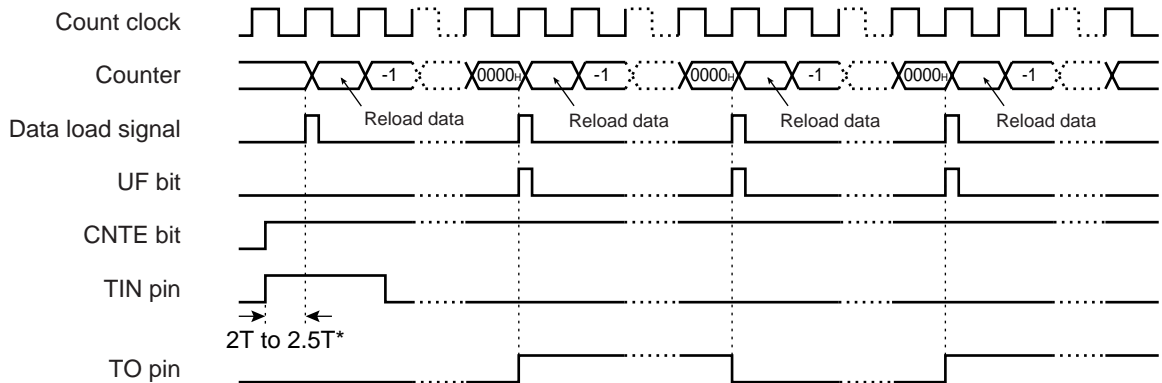 Count clock
Counter
-1
0000H
-1
0000H
-1
0000H
-1
Reload data
Reload data
Reload data
Reload data
Data load signal
UF bit
CNTE bit
TIN pin
2T to 2.5T*
TO pin